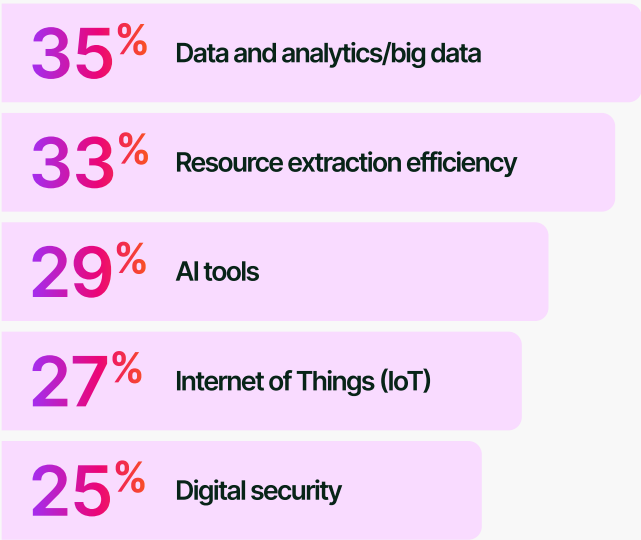 35% Data and analytics/big data
33% Resource extraction efficiency
29% AI tools
27% Internet of Things (IoT)
25% Digital security